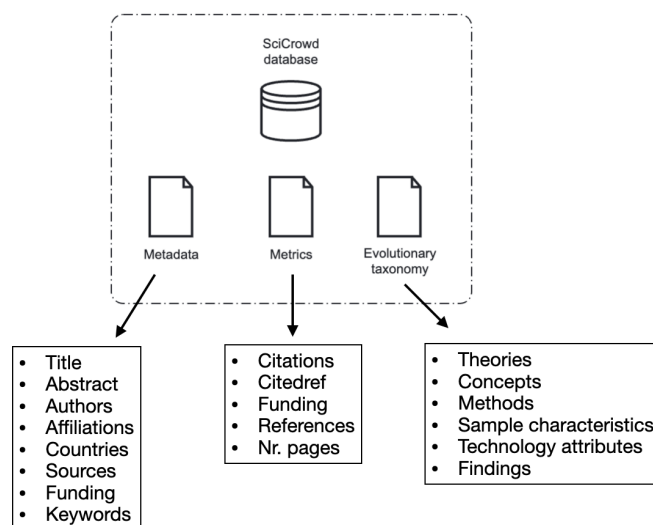 SciCrowd
database
Metadata
Metrics
Evolutionary
taxonomy
• Title
• Abstract
• Authors
• Affiliations
• Countries
• Sources
• Funding
• Keywords
• Citations
• Citedref
• Funding
• References
• Nr. pages
• Theories
• Concepts
• Methods
• Sample characteristics
• Technology attributes
• Findings